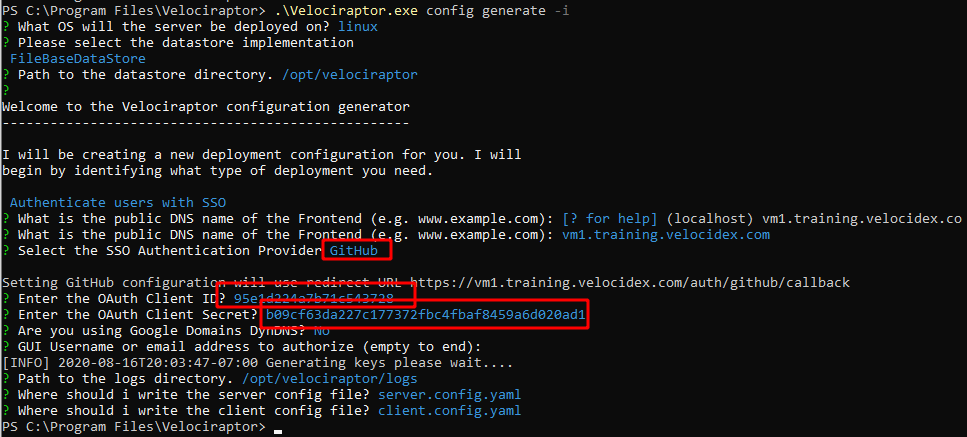 PS C:\Program Files\Velociraptor> .\Velociraptor.exe config generate -i
? What OS will the server be deployed on? linux
? Please select the datastore implementation
FileBaseDataStore
? Path to the datastore directory. /opt/velociraptor
?
Welcome to the Velociraptor configuration generator
---------------------------------------------------
I will be creating a new deployment configuration for you. I will
begin by identifying what type of deployment you need.
Authenticate users with SSO
? What is the public DNS name of the Frontend (e.g. www.example.com): [? for help] (localhost) vm1.training.velocidex.co
? What is the public DNS name of the Frontend (e.g. www.example.com): vm1.training.velocidex.com
? Select the SSO Authentication Provider GitHub
Setting GitHub configuration will use redirect URL https://vm1.training.velocidex.com/auth/github/callback
? Enter the OAuth Client ID? 95e1d224a7b71c543728
? Enter the OAuth Client Secret? b09cf63da227c177372fbc4fbaf8459a6d020ad1
? Are you using Google Domains DynDNS? No
? GUI Username or email address to authorize (empty to end):
[INFO] 2020-08-16T20:03:47-07:00 Generating keys please wait....
? Path to the logs directory. /opt/velociraptor/logs
? Where should i write the server config file? server.config.yaml
? Where should i write the client config file? client.config.yaml
PS C:\Program Files\Velociraptor>